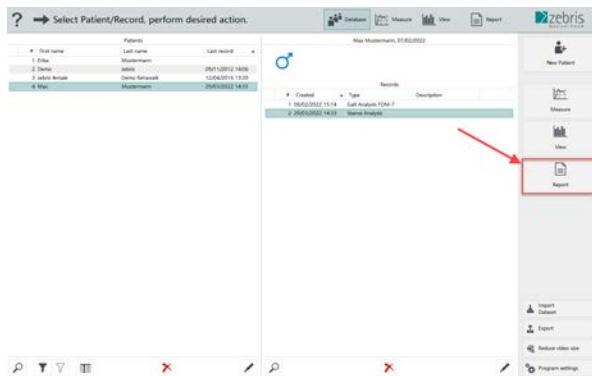 ? Select Patient/Record, perform desired action.
Database Measure View Report
zebris
Patients
# First name Last name Last record
1 Erika Mustermann
2 Demo zebris 09/11/2012 14:06
3 zebris female Demo Rehawalk 12/04/2016 13:09
4 Max Mustermann 29/03/2022 14:33
Max Mustermann, 07/02/2022
Records
# Created Type Description
1 08/02/2022 15:14 Gait Analysis FDM-T
2 29/03/2022 14:33 Stance Analysis
New Patient
Measure
View
Report
Import Dataset
Export
Reduce video size
Program settings